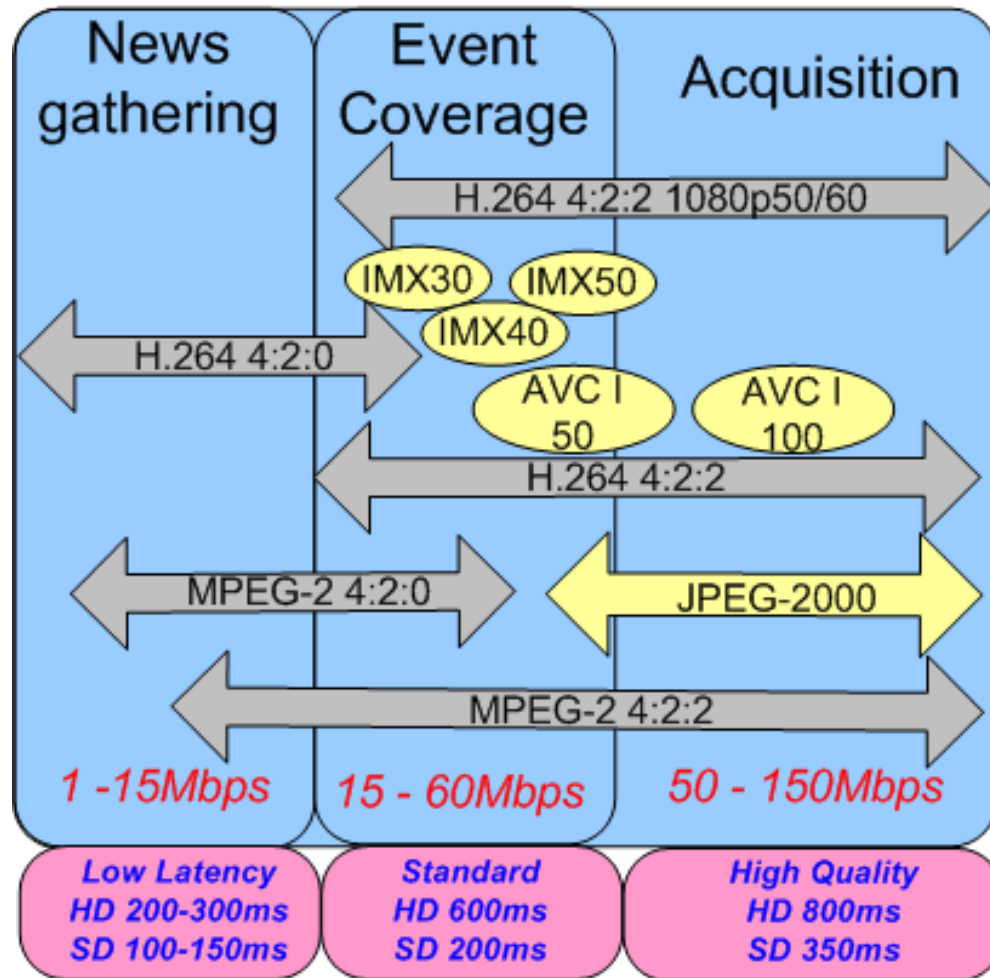 News
gathering
Event
Coverage
Acquisition
H.264 4:2:2 1080p50/60
IMX30
IMX50
IMX40
H.264 4:2:0
AVC I
50
AVC I
100
H.264 4:2:2
MPEG-2 4:2:0
JPEG-2000
MPEG-2 4:2:2
1 -15Mbps
15 - 60Mbps
50 - 150Mbps
Low Latency
HD 200-300ms
SD 100-150ms
Standard
HD 600ms
SD 200ms
High Quality
HD 800ms
SD 350ms